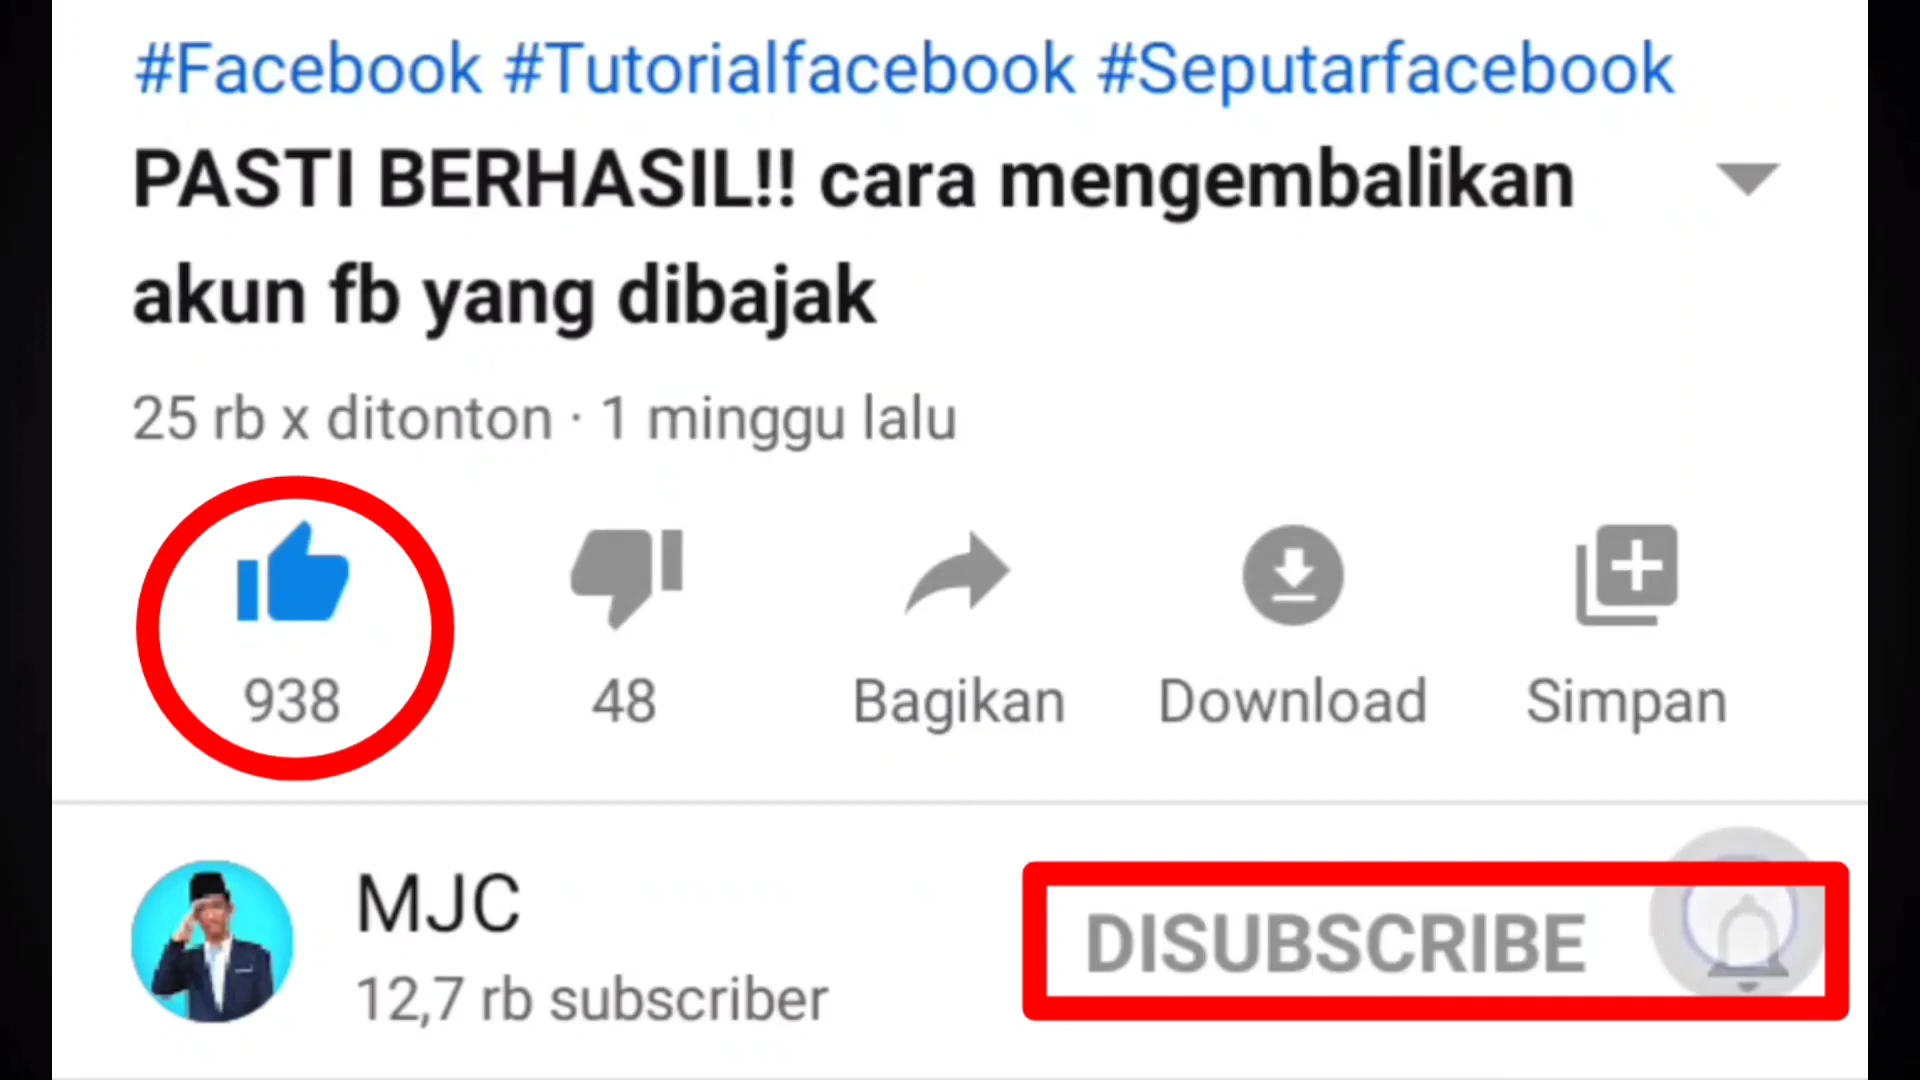 #Facebook #Tutorialfacebook #Seputarfacebook
PASTI BERHASIL!! cara mengembalikan
akun fb yang dibajak
25 rb x ditonton · 1 minggu lalu
938 48 Bagikan Download Simpan
MJC
12,7 rb subscriber
DISUBSCRIBE